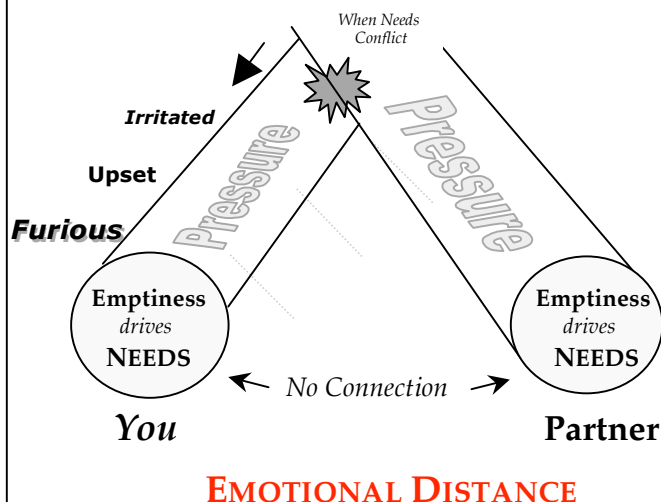 When Needs
Conflict
Irritated
Pressure
Pressure
Upset
Furious
Emptiness
drives
NEEDS
Emptiness
drives
NEEDS
No Connection
You
Partner
EMOTIONAL DISTANCE